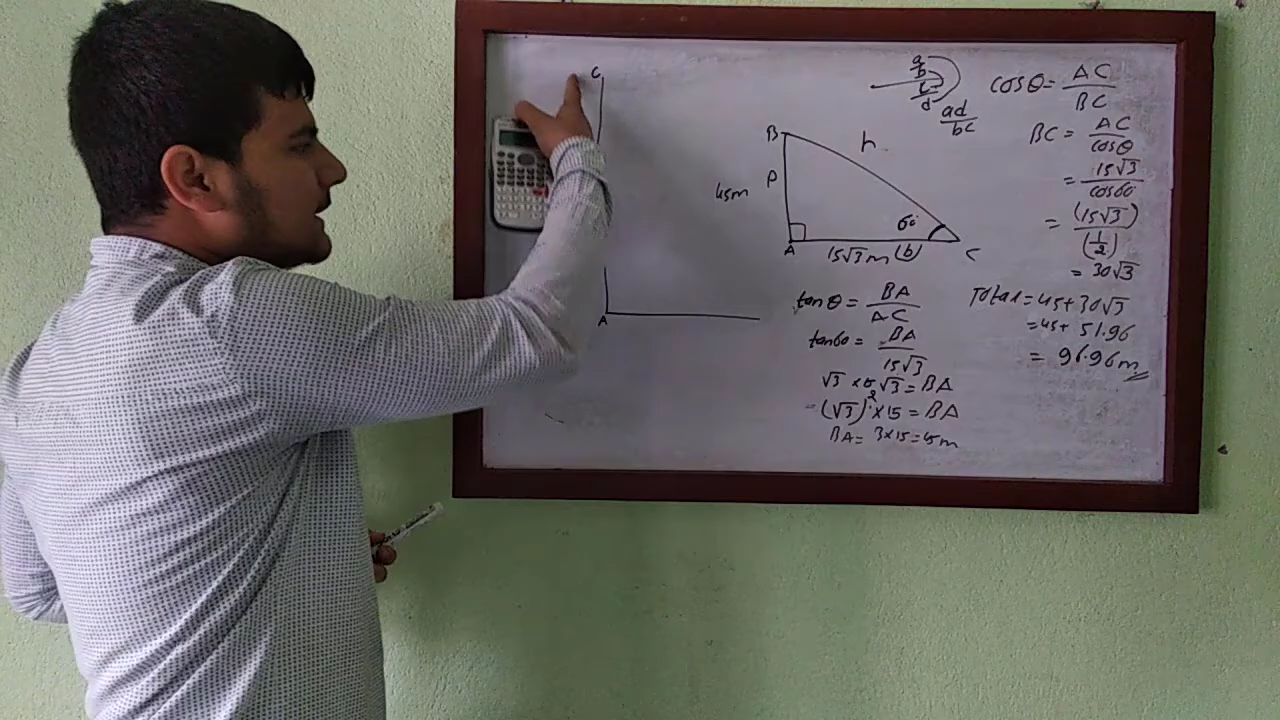 C
A
B
h
P
45m
60°
A
15√3 m (b)
C
a/b
c/d
ad/bc
tanθ = BA/AC
tan60 = BA/15√3
√3 × 15√3 = BA
= (√3)² × 15 = BA
BA = 3×15 = 45m
cosθ = AC/BC
BC = AC/cosθ
= 15√3/cos60
= (15√3)/(1/2)
= 30√3
Total = 45+30√3
= 45+ 51.96
= 96.96m